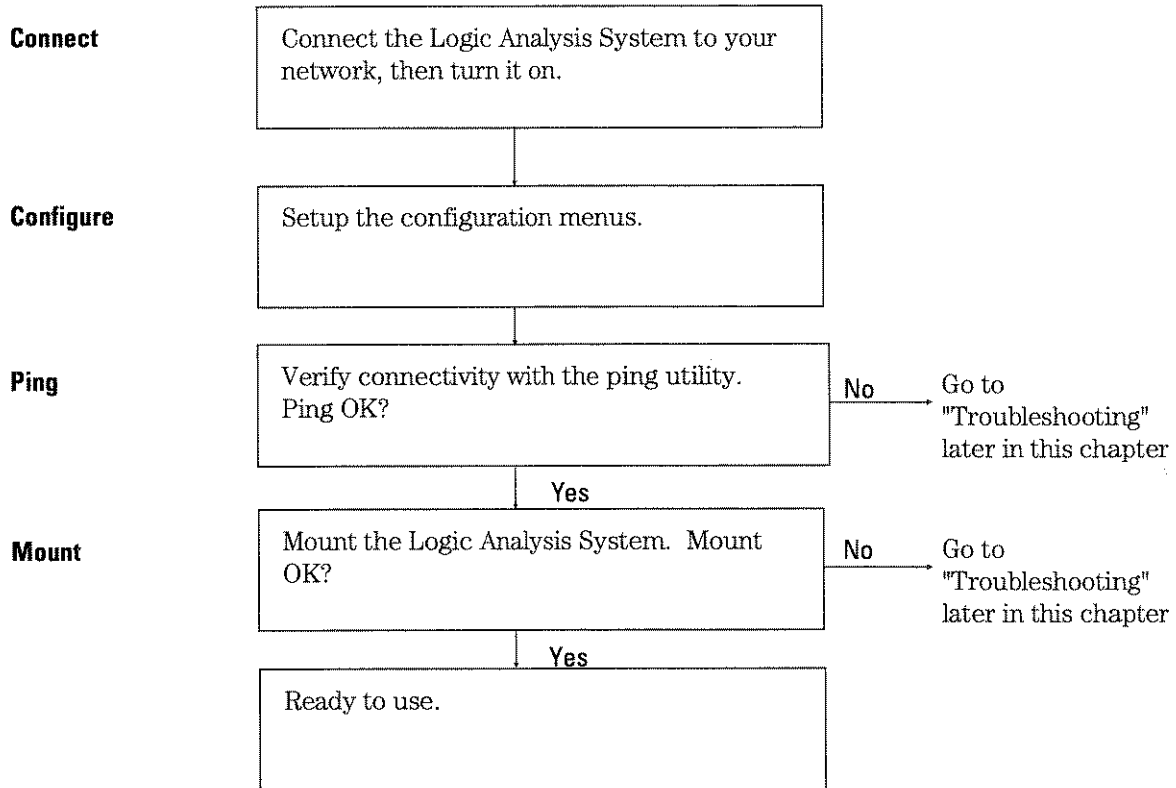 Connect
Connect the Logic Analysis System to your
network, then turn it on.
Configure
Setup the configuration menus.
Ping
Verify connectivity with the ping utility.
Ping OK?
No
Go to
"Troubleshooting"
later in this chapter
Yes
Mount
Mount the Logic Analysis System. Mount
OK?
No
Go to
"Troubleshooting"
later in this chapter
Yes
Ready to use.